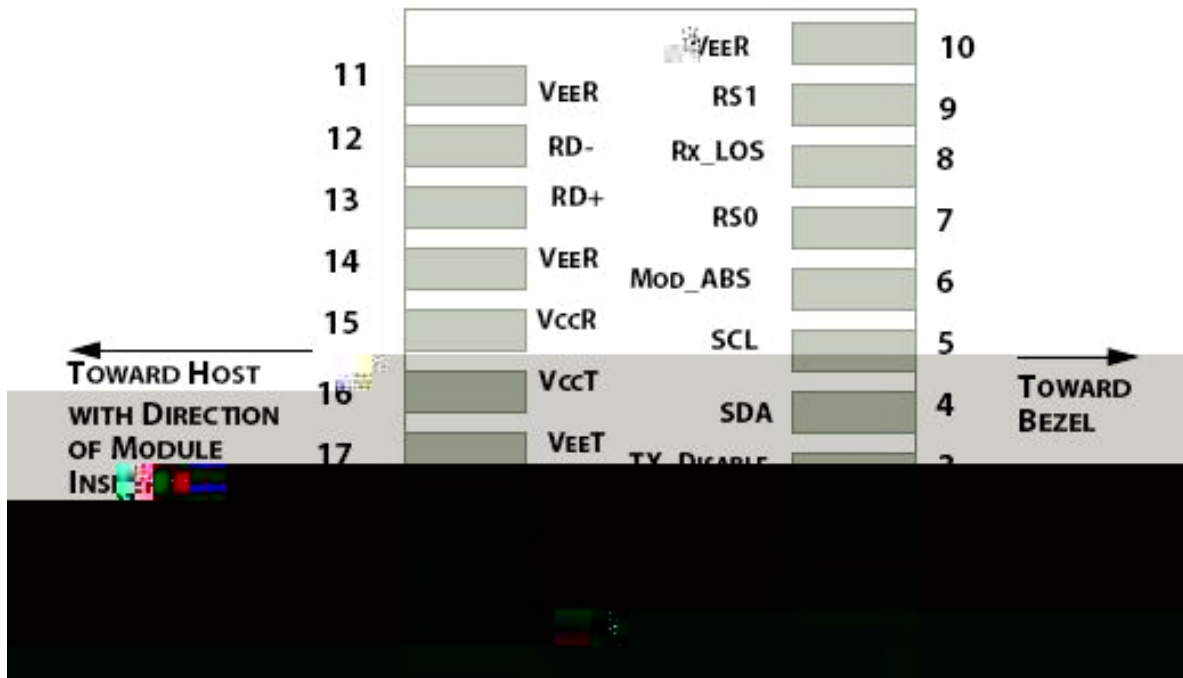 VEER 10
11 VEER RS1 9
12 RD- RX_LOS 8
13 RD+ RS0 7
14 VEER MOD_ABS 6
15 VCCR SCL 5
TOWARD HOST
WITH DIRECTION
OF MODULE
16 VCCT SDA 4
17 VEET TX_DISABLE
TOWARD
BEZEL